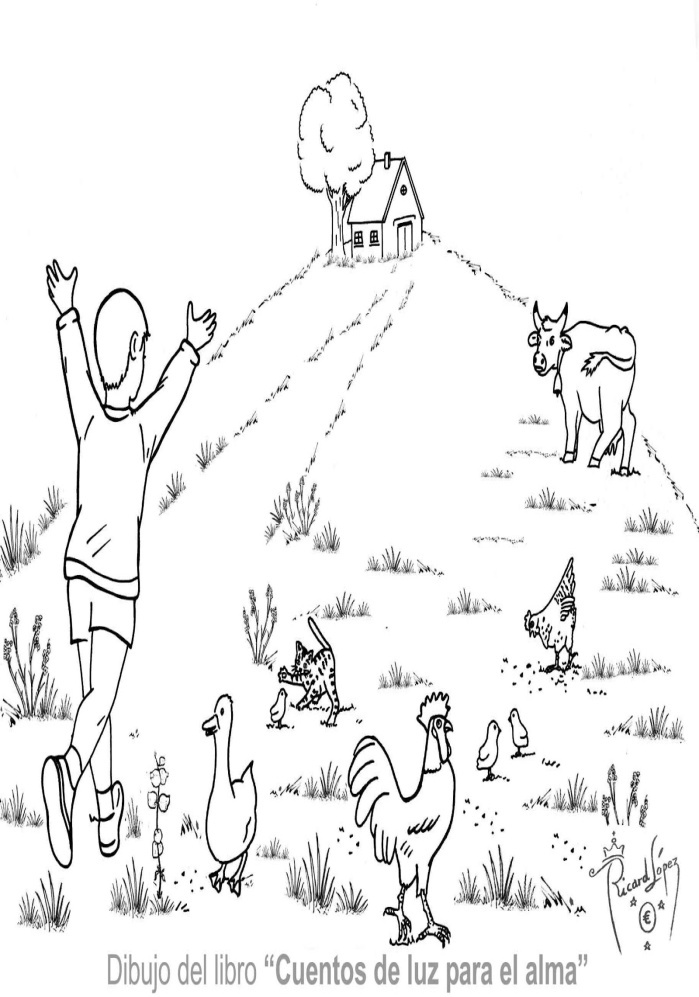 Ricard López
€
Dibujo del libro “Cuentos de luz para el alma”